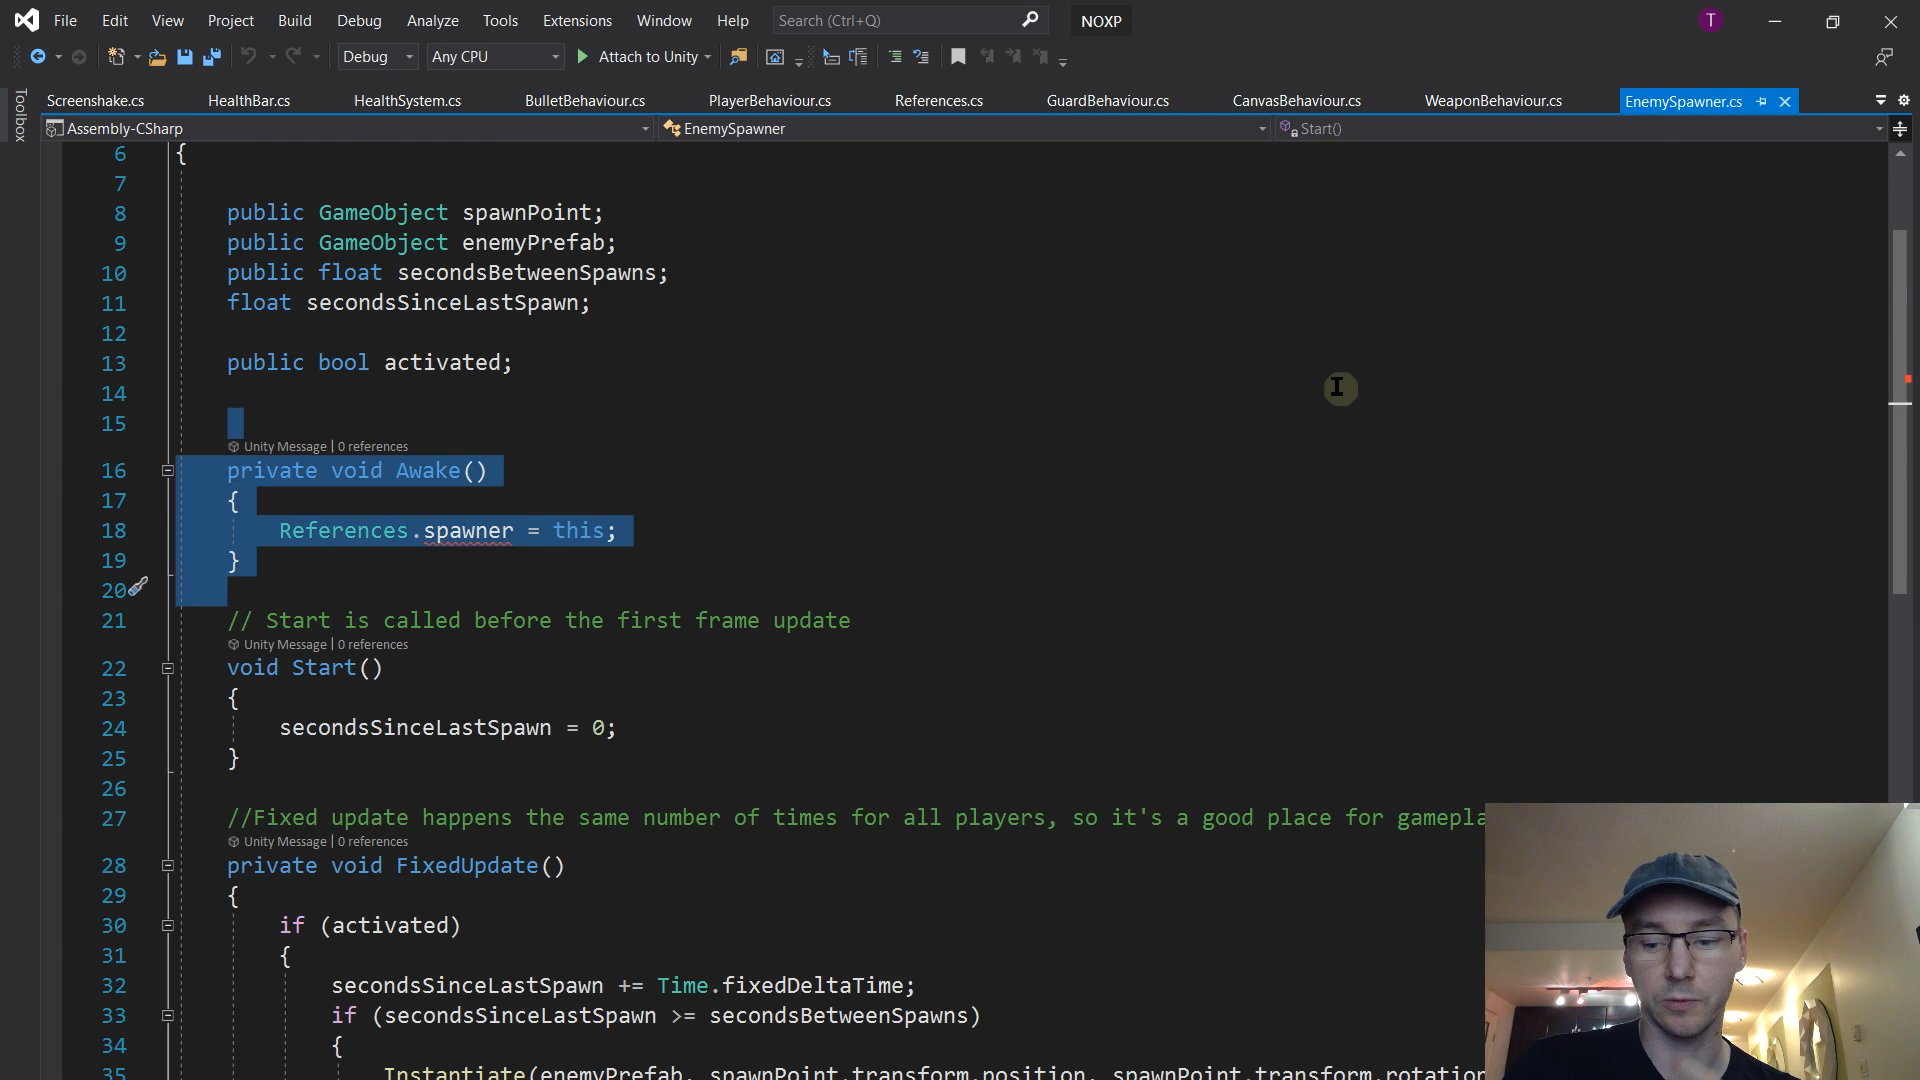 File Edit View Project Build Debug Analyze Tools Extensions Window Help Search (Ctrl+Q) NOXP T
Debug Any CPU Attach to Unity
Toolbox
Screenshake.cs HealthBar.cs HealthSystem.cs BulletBehaviour.cs PlayerBehaviour.cs References.cs GuardBehaviour.cs CanvasBehaviour.cs WeaponBehaviour.cs EnemySpawner.cs
Assembly-CSharp EnemySpawner Start()
6 {
7
8 public GameObject spawnPoint;
9 public GameObject enemyPrefab;
10 public float secondsBetweenSpawns;
11 float secondsSinceLastSpawn;
12
13 public bool activated;
14
15
Unity Message | 0 references
16 private void Awake()
17 {
18 References.spawner = this;
19 }
20
21 // Start is called before the first frame update
Unity Message | 0 references
22 void Start()
23 {
24 secondsSinceLastSpawn = 0;
25 }
26
27 //Fixed update happens the same number of times for all players, so it's a good place for gamepla
Unity Message | 0 references
28 private void FixedUpdate()
29 {
30 if (activated)
31 {
32 secondsSinceLastSpawn += Time.fixedDeltaTime;
33 if (secondsSinceLastSpawn >= secondsBetweenSpawns)
34 {
35 Instantiate(enemyPrefab, spawnPoint.transform.position, spawnPoint.transform.rotation